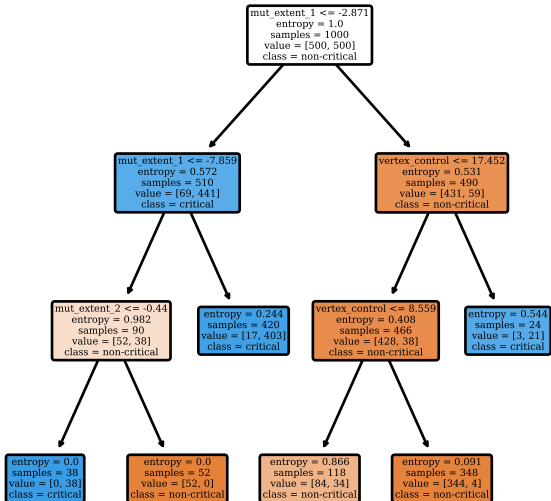 mut_extent_1 <= -2.871
entropy = 1.0
samples = 1000
value = [500, 500]
class = non-critical
mut_extent_1 <= -7.859
entropy = 0.572
samples = 510
value = [69, 441]
class = critical
vertex_control <= 17.452
entropy = 0.531
samples = 490
value = [431, 59]
class = non-critical
mut_extent_2 <= -0.44
entropy = 0.982
samples = 90
value = [52, 38]
class = non-critical
entropy = 0.244
samples = 420
value = [17, 403]
class = critical
vertex_control <= 8.559
entropy = 0.408
samples = 466
value = [428, 38]
class = non-critical
entropy = 0.544
samples = 24
value = [3, 21]
class = critical
entropy = 0.0
samples = 38
value = [0, 38]
class = critical
entropy = 0.0
samples = 52
value = [52, 0]
class = non-critical
entropy = 0.866
samples = 118
value = [84, 34]
class = non-critical
entropy = 0.091
samples = 348
value = [344, 4]
class = non-critical